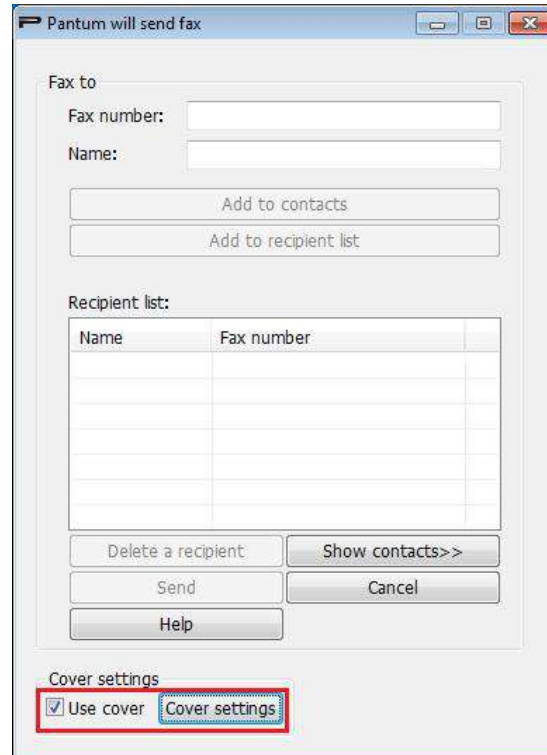 Pantum will send fax
Fax to
Fax number:
Name:
Add to contacts
Add to recipient list
Recipient list:
Name Fax number
Delete a recipient Show contacts>>
Send Cancel
Help
Cover settings
Use cover Cover settings